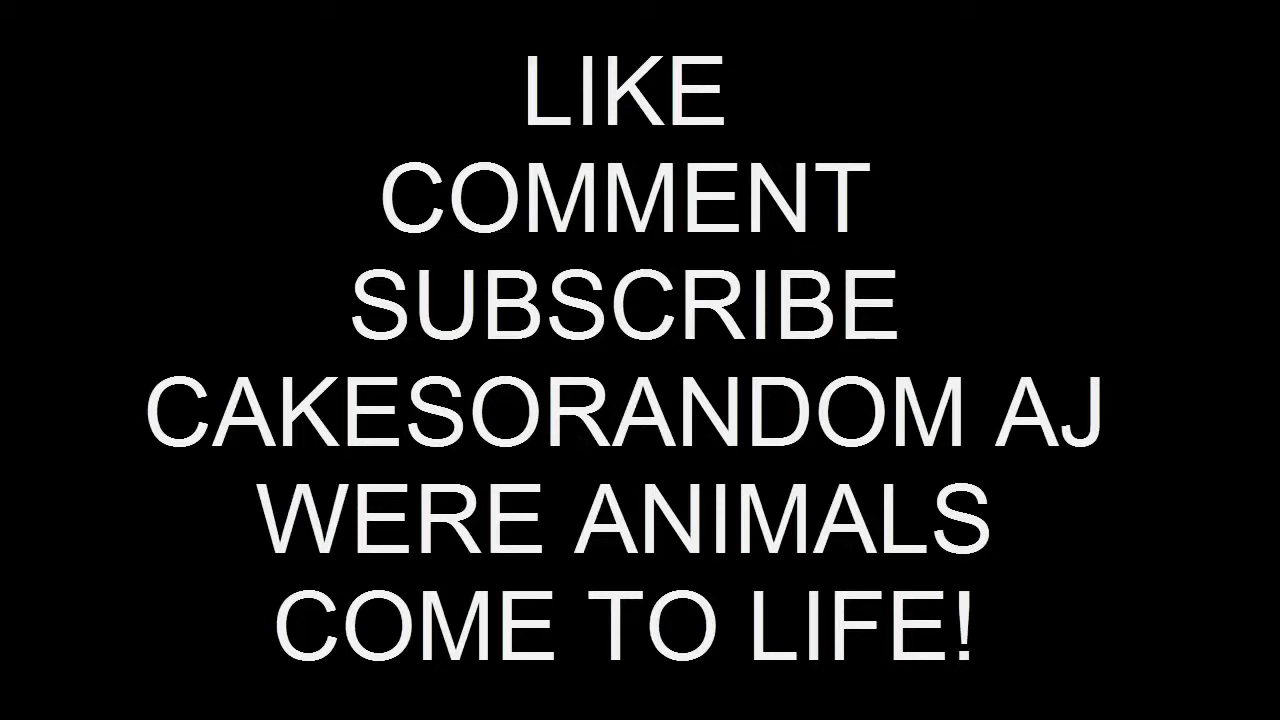 LIKE
COMMENT
SUBSCRIBE
CAKESORANDOM AJ
WERE ANIMALS
COME TO LIFE!